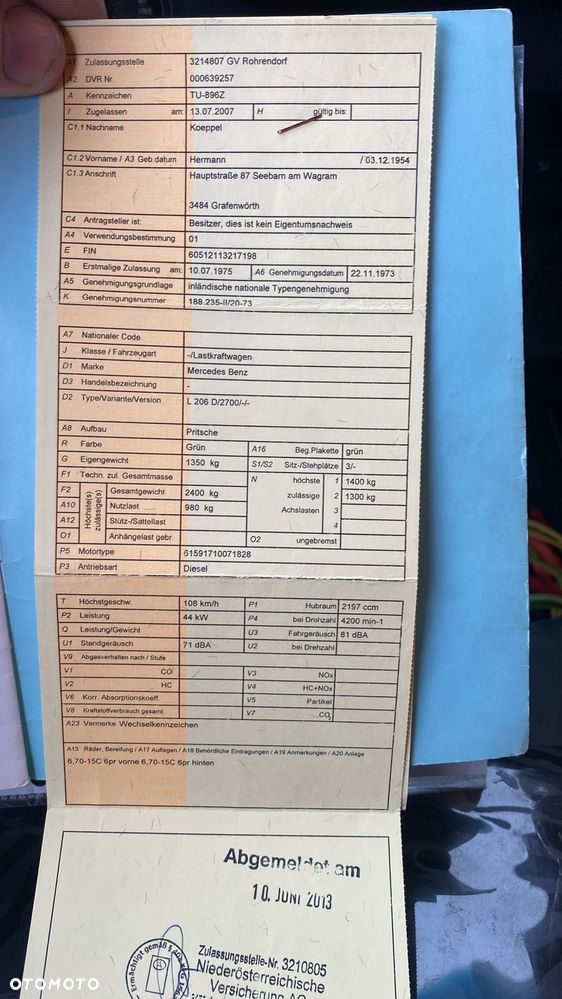 A1 Zulassungsstelle 3214807 GV Rohrendorf
A2 DVR Nr. 000639257
A Kennzeichen TU-896Z
I Zugelassen am: 13.07.2007 H gültig bis:
C1.1 Nachname Koeppel
C1.2 Vorname / A3 Geb datum Hermann / 03.12.1954
C1.3 Anschrift Hauptstraße 87 Seebarn am Wagram
3484 Grafenwörth
C4 Antragsteller ist: Besitzer, dies ist kein Eigentumsnachweis
A4 Verwendungsbestimmung 01
E FIN 60512113217198
B Erstmalige Zulassung am: 10.07.1975 A6 Genehmigungsdatum 22.11.1973
A5 Genehmigungsgrundlage inländische nationale Typengenehmigung
K Genehmigungsnummer 188.235-II/20-73
A7 Nationaler Code
J Klasse / Fahrzeugart -/Lastkraftwagen
D1 Marke Mercedes Benz
D3 Handelsbezeichnung -
D2 Type/Variante/Version L 206 D/2700/-/-
A8 Aufbau Pritsche
R Farbe Grün A16 Beg.Plakette grün
G Eigengewicht 1350 kg S1/S2 Sitz-/Stehplätze 3/-
F1 Techn. zul. Gesamtmasse N höchste 1 1400 kg
F2 Höchste(s) zulässige(s) Gesamtgewicht 2400 kg zulässige 2 1300 kg
A10 Nutzlast 980 kg Achslasten 3
A12 Stütz-/Sattellast 4
O1 Anhängelast gebr. O2 ungebremst
P5 Motortype 61591710071828
P3 Antriebsart Diesel
T Höchstgeschw. 108 km/h P1 Hubraum 2197 ccm
P2 Leistung 44 kW P4 bei Drehzahl 4200 min-1
Q Leistung/Gewicht U3 Fahrgeräusch 81 dBA
U1 Standgeräusch 71 dBA U2 bei Drehzahl
V9 Abgasverhalten nach / Stufe
V1 CO V3 NOx
V2 HC V4 HC+NOx
V6 Korr. Absorptionskoeff. V5 Partikel
V8 Kraftstoffverbrauch gesamt V7 CO2
A23 Vermerke Wechselkennzeichen
A13 Räder, Bereifung / A17 Auflagen / A18 Behördliche Eintragungen / A19 Anmerkungen / A20 Anlage
6,70-15C 6pr vorne 6,70-15C 6pr hinten
Abgemeldet am
10. JUNI 2013
Zulassungsstelle-Nr. 3210805
Niederösterreichische
Versicherung AG
Ermächtigt gemäß §
OTOMOTO